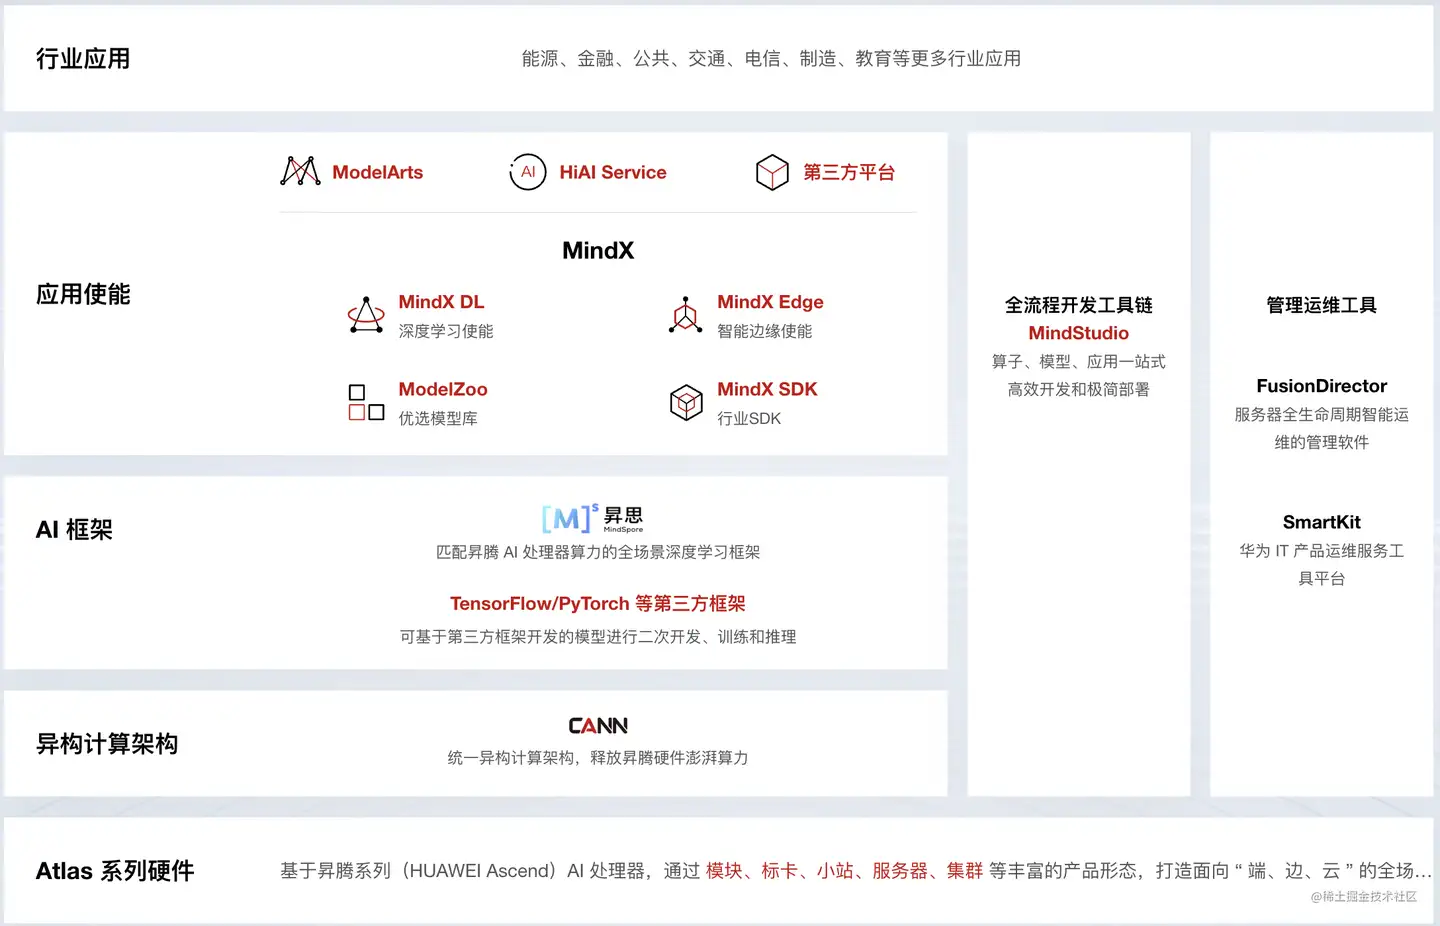 行业应用
能源、金融、公共、交通、电信、制造、教育等更多行业应用
应用使能
ModelArts
AI
HiAI Service
第三方平台
MindX
MindX DL
深度学习使能
MindX Edge
智能边缘使能
ModelZoo
优选模型库
MindX SDK
行业SDK
AI 框架
[M]s 昇思
MindSpore
匹配昇腾 AI 处理器算力的全场景深度学习框架
TensorFlow/PyTorch 等第三方框架
可基于第三方框架开发的模型进行二次开发、训练和推理
异构计算架构
CANN
统一异构计算架构，释放昇腾硬件澎湃算力
全流程开发工具链
MindStudio
算子、模型、应用一站式
高效开发和极简部署
管理运维工具
FusionDirector
服务器全生命周期智能运
维的管理软件
SmartKit
华为 IT 产品运维服务工
具平台
Atlas 系列硬件
基于昇腾系列（HUAWEI Ascend）AI 处理器，通过 模块、标卡、小站、服务器、集群 等丰富的产品形态，打造面向 “ 端、边、云 ” 的全场...
@稀土掘金技术社区